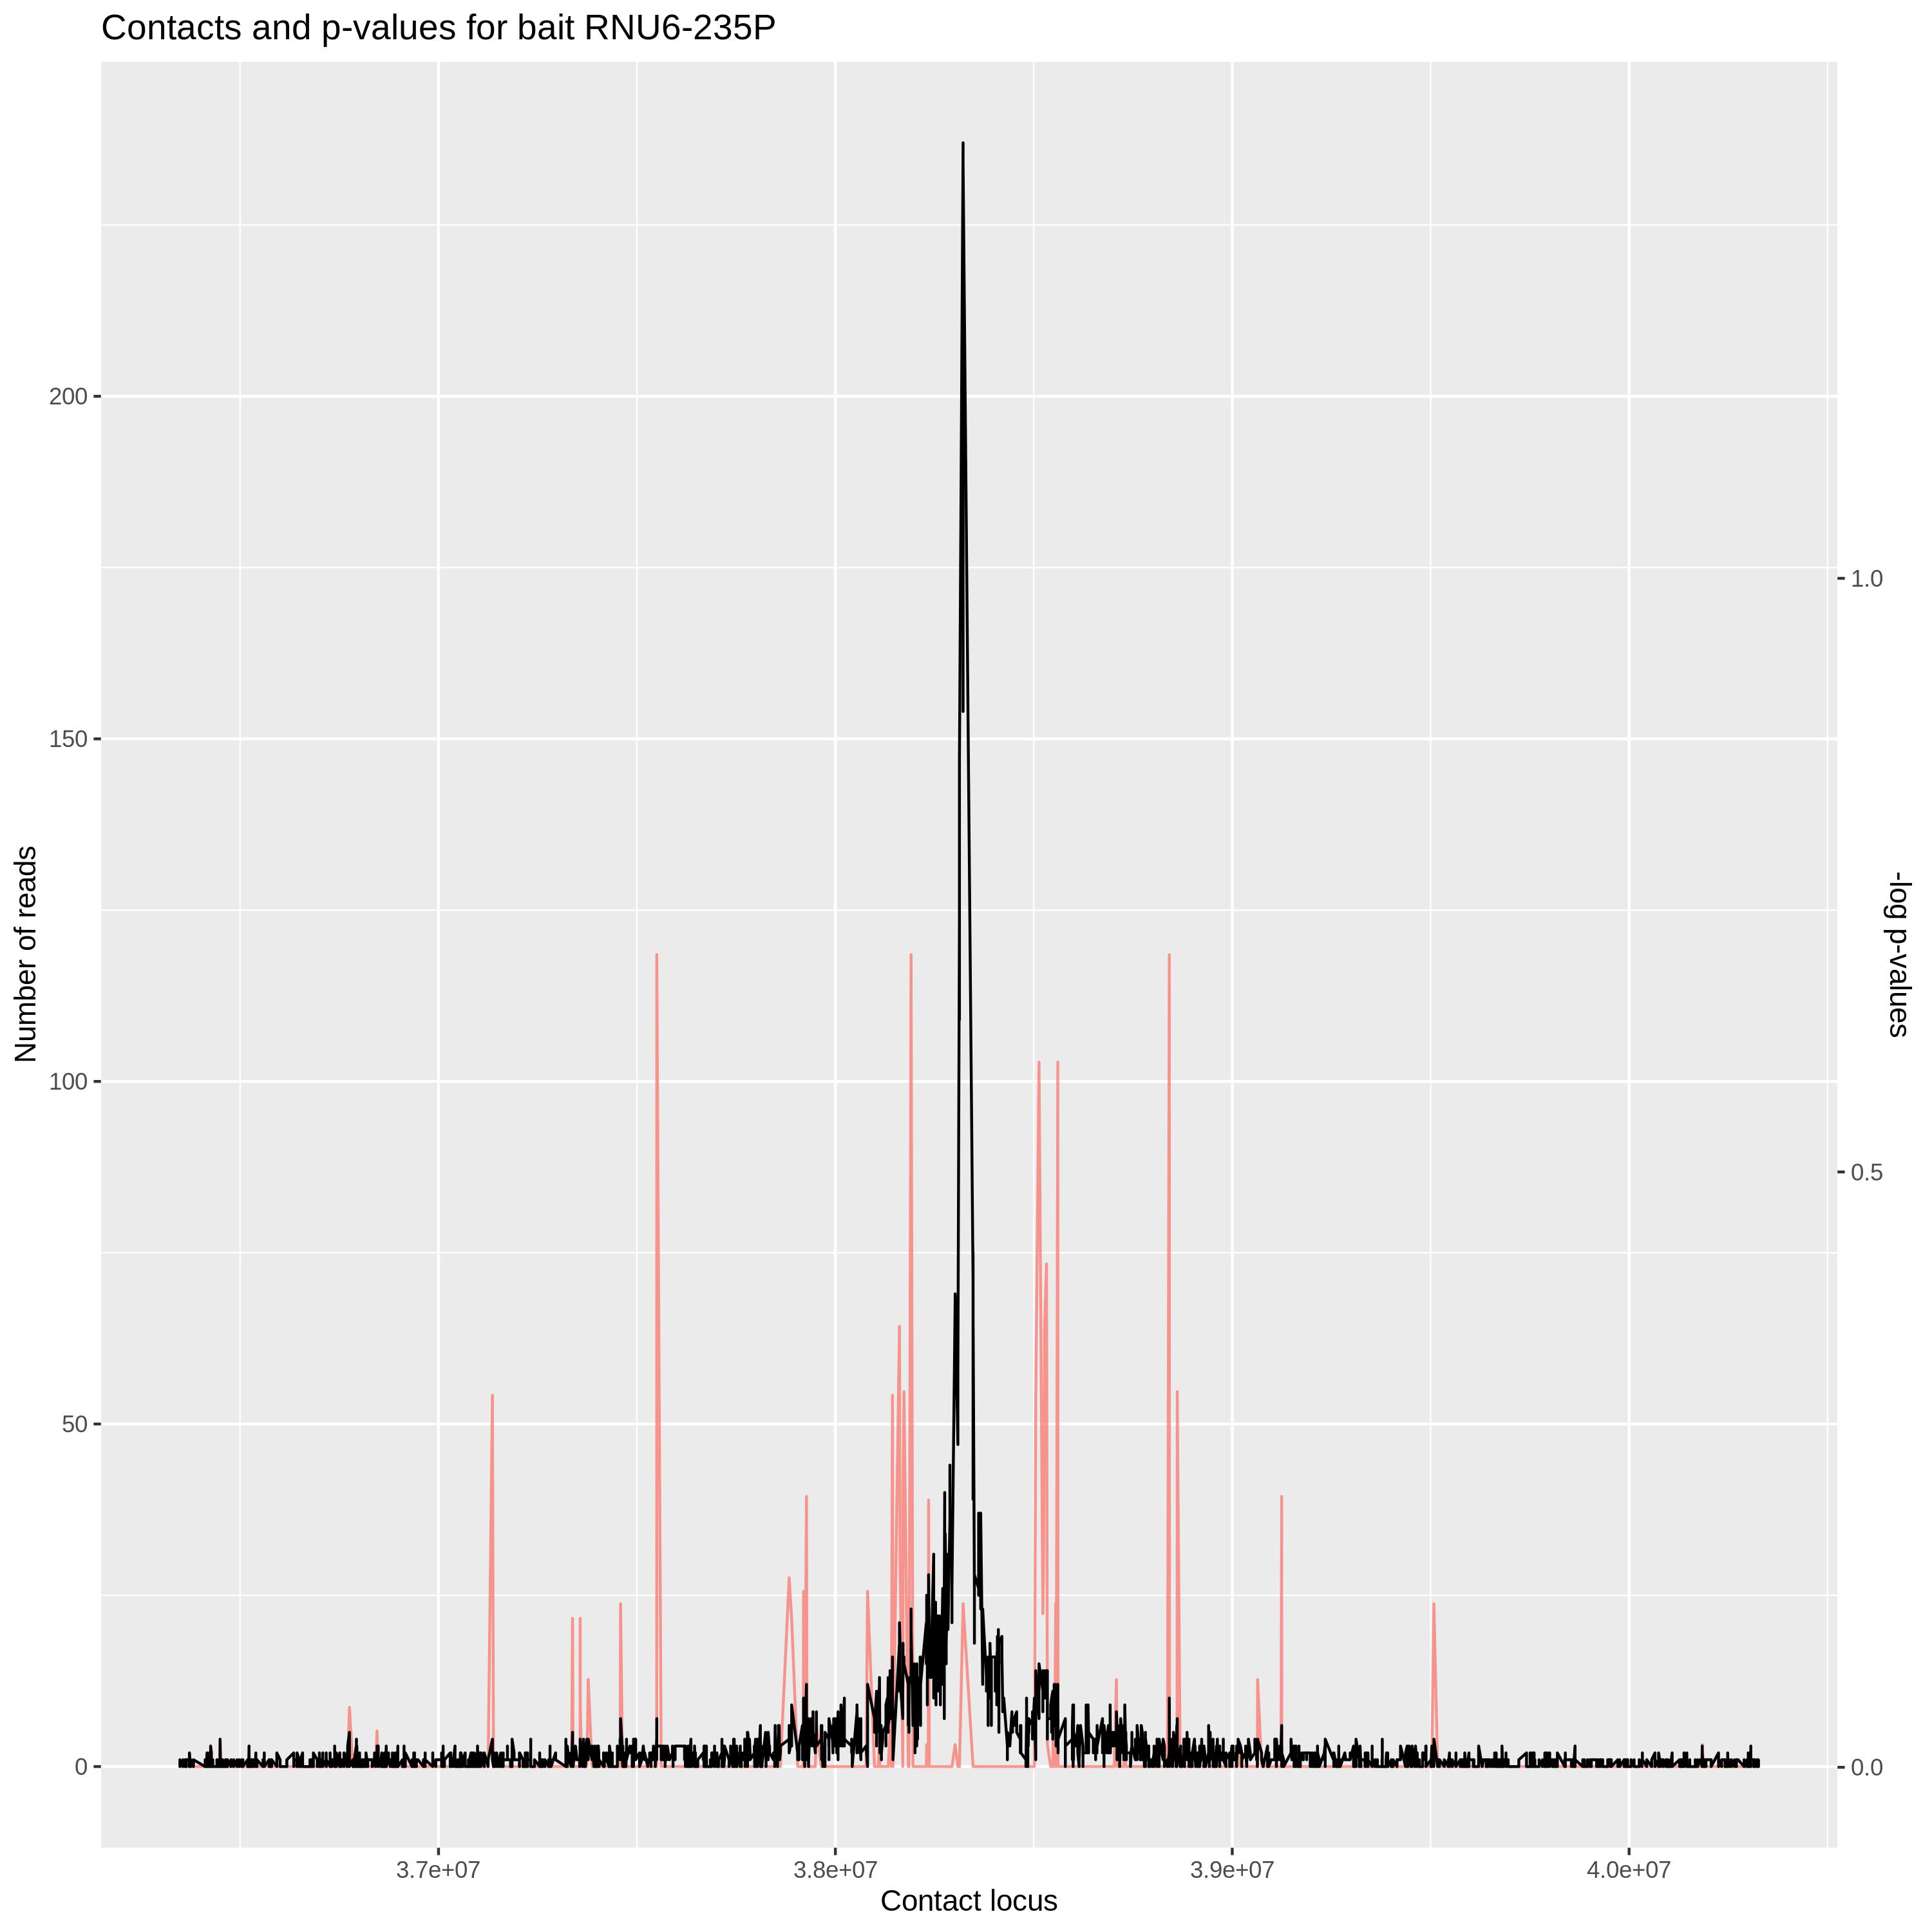 Contacts and p-values for bait RNU6-235P
200
150
100
50
0
Number of reads
1.0
0.5
0.0
-log p-values
3.7e+07
3.8e+07
3.9e+07
4.0e+07
Contact locus